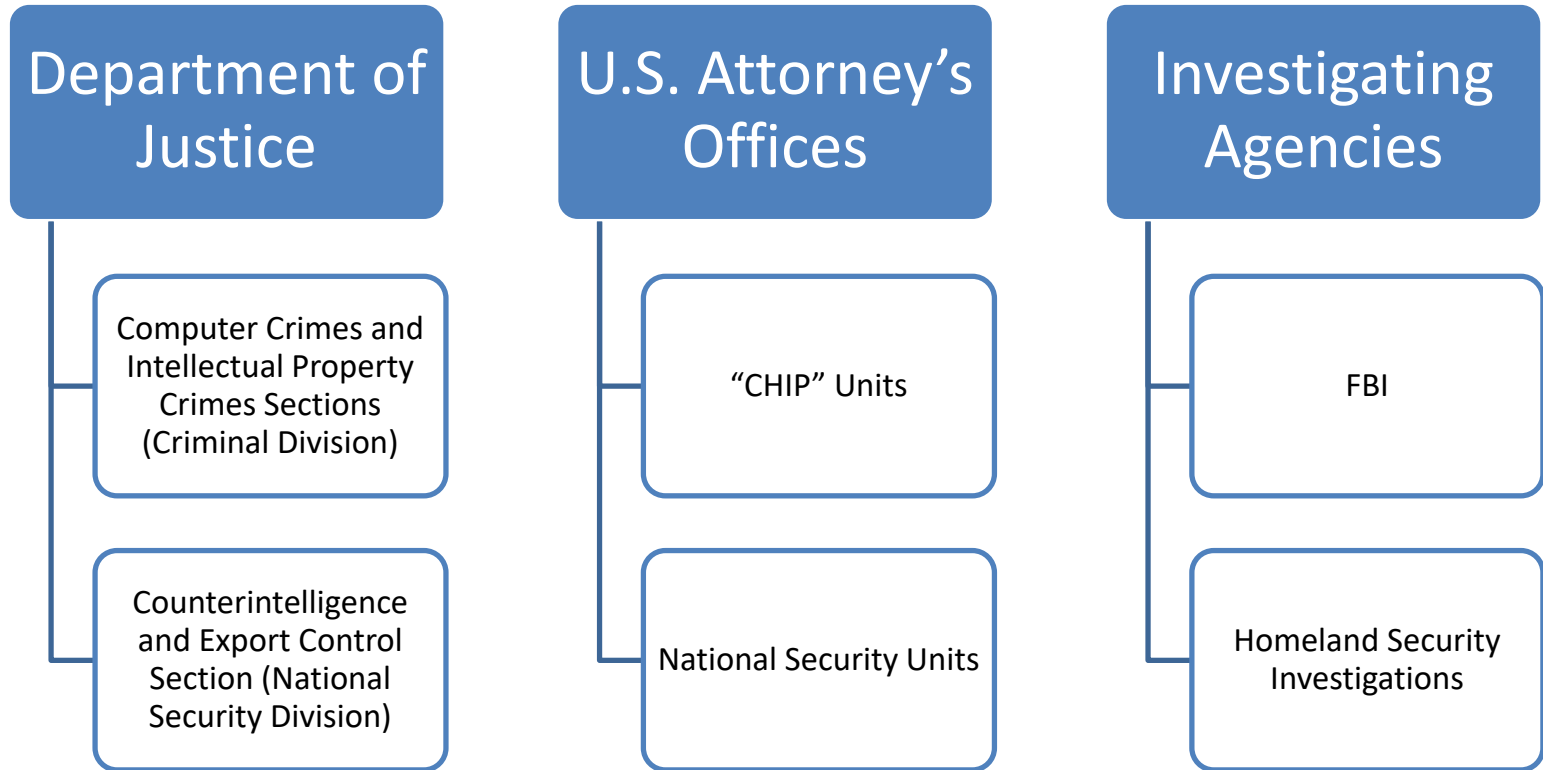 Department of
Justice
Computer Crimes and
Intellectual Property
Crimes Sections
(Criminal Division)
Counterintelligence
and Export Control
Section (National
Security Division)
U.S. Attorney’s
Offices
“CHIP” Units
National Security Units
Investigating
Agencies
FBI
Homeland Security
Investigations